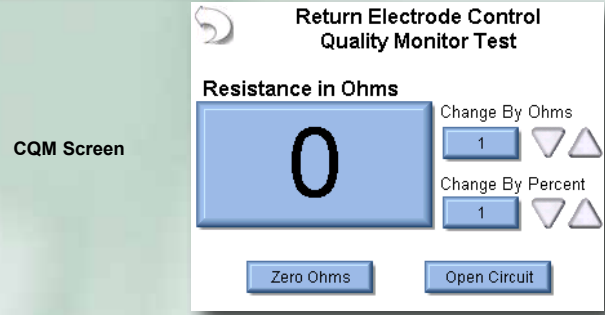 Return Electrode Control
Quality Monitor Test
Resistance in Ohms
0
Change By Ohms
1
Change By Percent
1
Zero Ohms
Open Circuit
CQM Screen